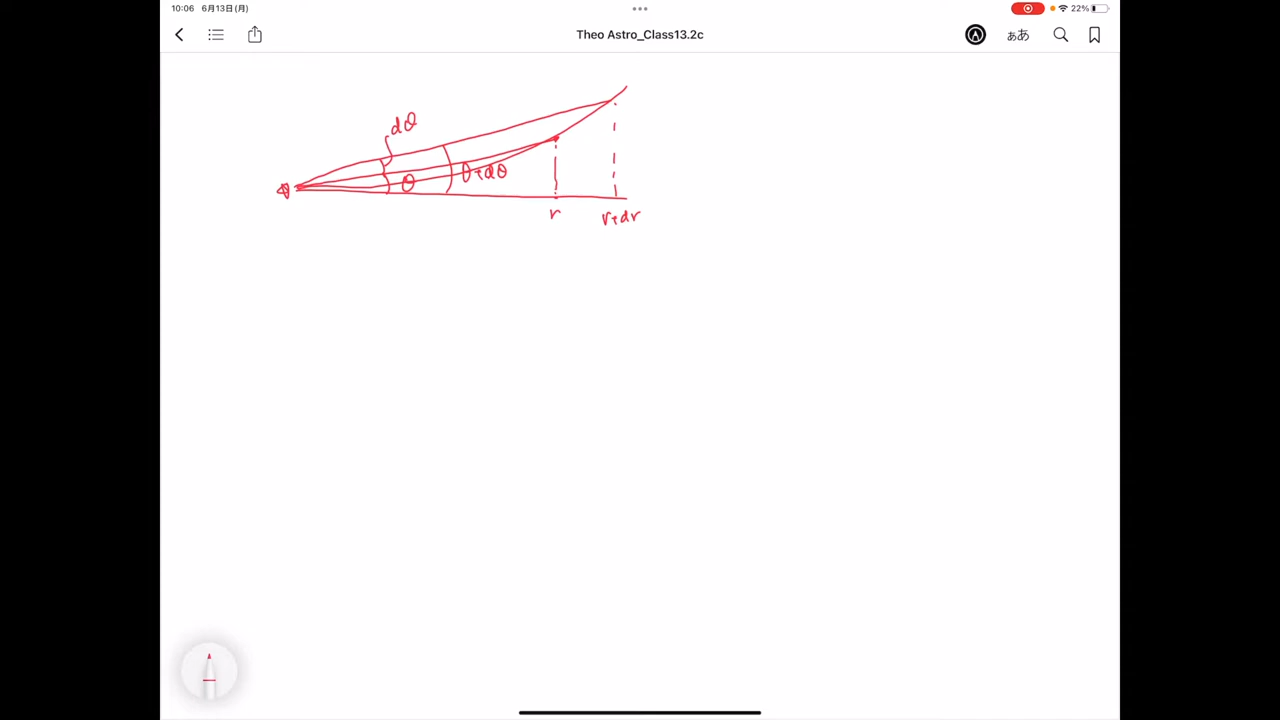 10:06 6月13日(月)
22%
Theo Astro_Class13.2c
ぁあ
dθ
θ
θ+dθ
r
r+dr